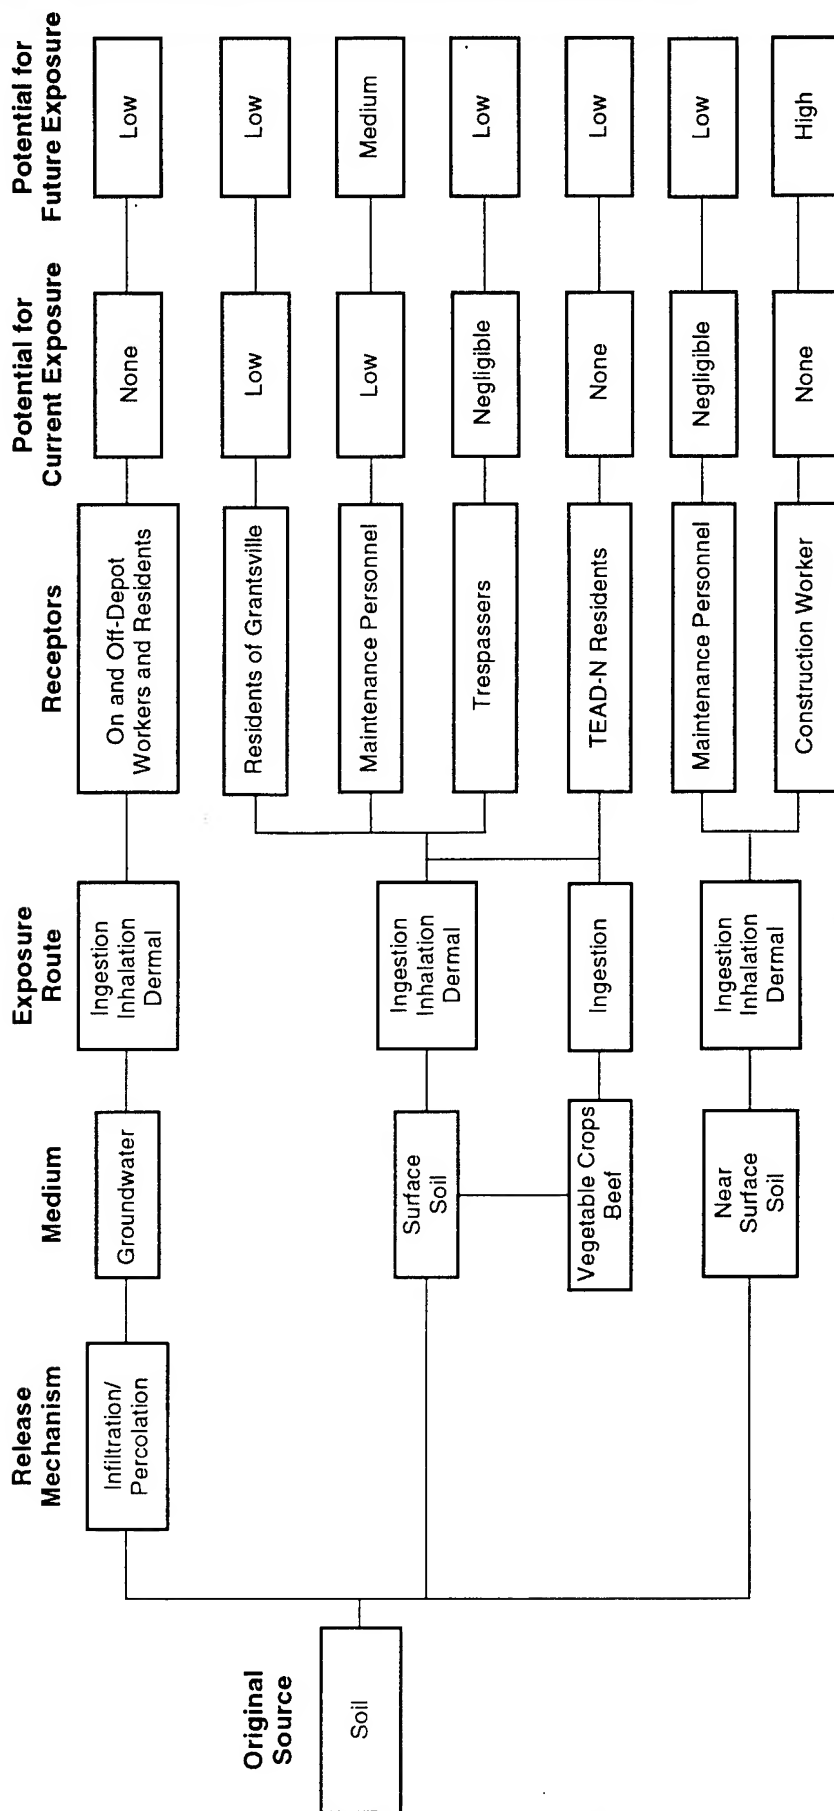 Original
Source
Release
Mechanism
Medium
Exposure
Route
Receptors
Potential for
Current Exposure
Potential for
Future Exposure
Soil
Infiltration/
Percolation
Groundwater
Ingestion
Inhalation
Dermal
On and Off-Depot
Workers and Residents
None
Low
Surface
Soil
Ingestion
Inhalation
Dermal
Residents of Grantsville
Low
Low
Maintenance Personnel
Low
Medium
Trespassers
Negligible
Low
Vegetable Crops
Beef
Ingestion
TEAD-N Residents
None
Low
Near
Surface
Soil
Ingestion
Inhalation
Dermal
Maintenance Personnel
Negligible
Low
Construction Worker
None
High